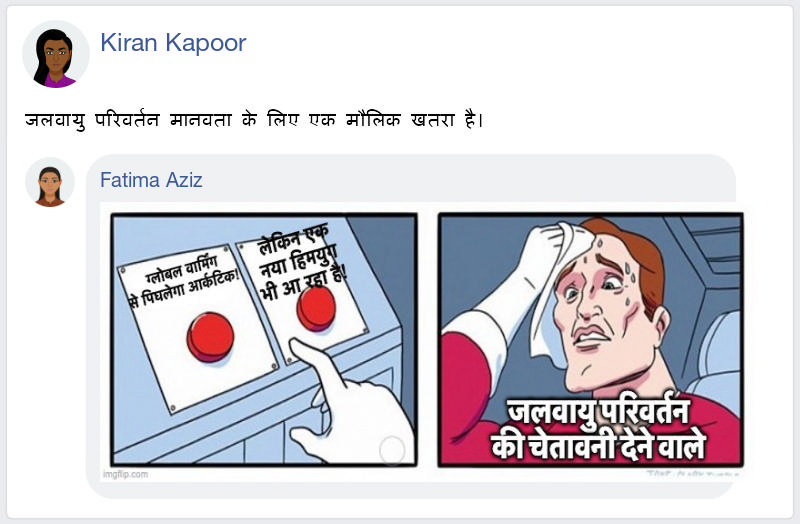 Kiran Kapoor
जलवायु परिवर्तन मानवता के लिए एक मौलिक खतरा है।
Fatima Aziz
ग्लोबल वार्मिंग
से पिघलेगा आर्कटिक!
लेकिन एक
नया हिमयुग
भी आ रहा है!
जलवायु परिवर्तन
की चेतावनी देने वाले
imgflip.com